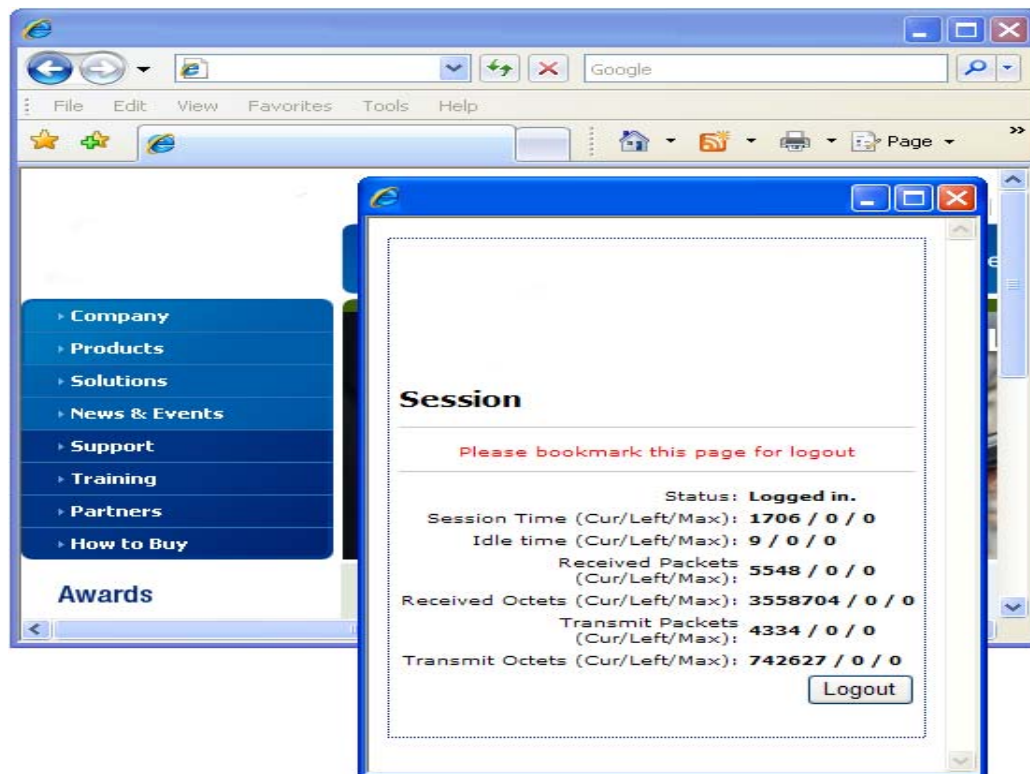 Google
File Edit View Favorites Tools Help
Page
»
Company
Products
Solutions
News & Events
Support
Training
Partners
How to Buy
Awards
Session
Please bookmark this page for logout
Status: Logged in.
Session Time (Cur/Left/Max): 1706 / 0 / 0
Idle time (Cur/Left/Max): 9 / 0 / 0
Received Packets
(Cur/Left/Max): 5548 / 0 / 0
Received Octets (Cur/Left/Max): 3558704 / 0 / 0
Transmit Packets
(Cur/Left/Max): 4334 / 0 / 0
Transmit Octets (Cur/Left/Max): 742627 / 0 / 0
Logout